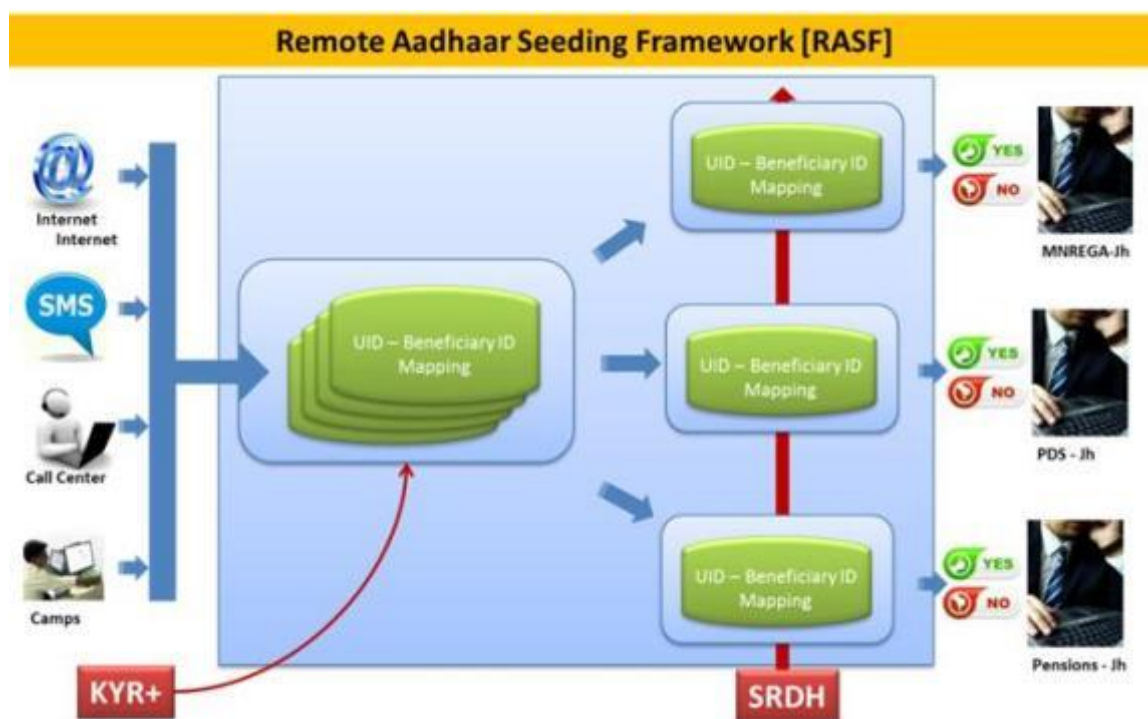 Remote Aadhaar Seeding Framework [RASF]
Internet
Internet
SMS
Call Center
Camps
KYR+
UID – Beneficiary ID
Mapping
UID – Beneficiary ID
Mapping
YES
NO
MNREGA-Jh
UID – Beneficiary ID
Mapping
YES
NO
PDS - Jh
UID – Beneficiary ID
Mapping
YES
NO
Pensions - Jh
SRDH